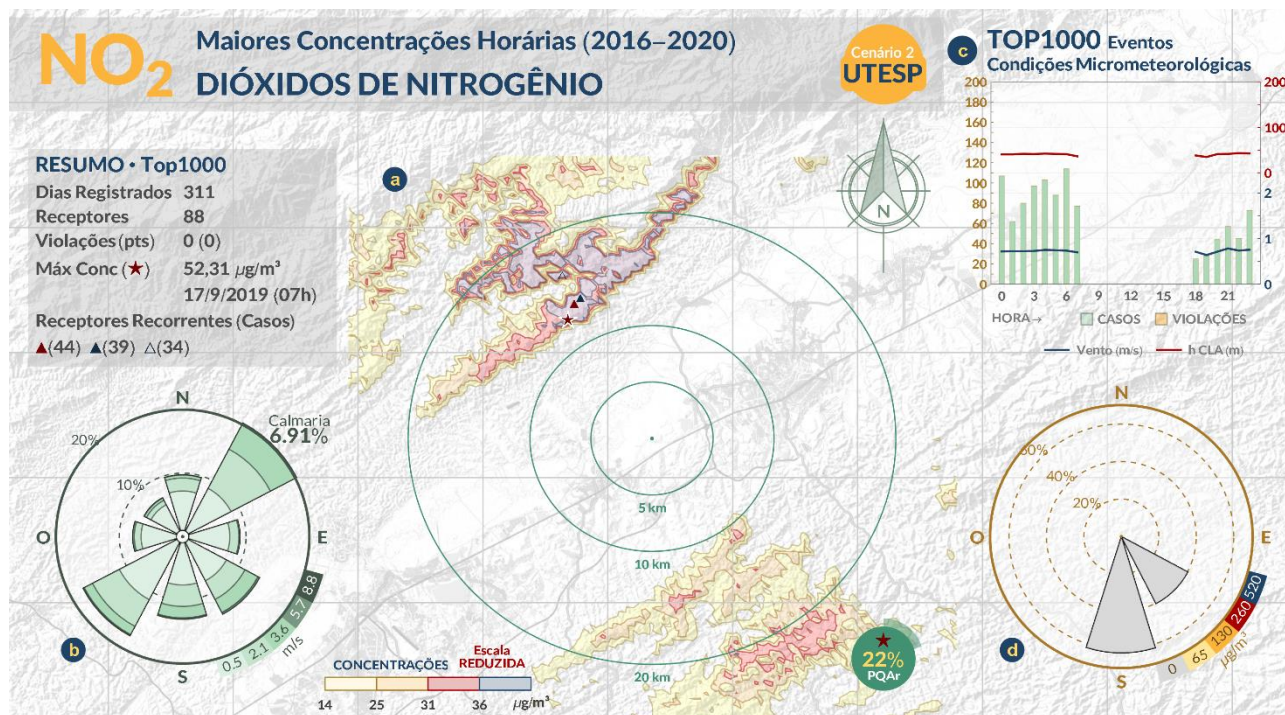 NO2
Maiores Concentrações Horárias (2016–2020)
DIÓXIDOS DE NITROGÊNIO
Cenário 2
UTESP
c
TOP1000 Eventos
Condições Micrometeorológicas
200
180
160
140
120
100
80
60
40
20
0
200
100
0
2
1
0
0 3 6 9 12 15 18 21
HORA→ CASOS VIOLAÇÕES
Vento (m/s) h CLA (m)
RESUMO • Top1000
Dias Registrados 311
Receptores 88
Violações (pts) 0 (0)
Máx Conc (★) 52,31 µg/m³
17/9/2019 (07h)
Receptores Recorrentes (Casos)
▲(44) ▲(39) △(34)
a
N
5 km
10 km
20 km
N
Calmaria
6.91%
20%
10%
O
E
S
b
0.5 2.1 3.6 5.7 8.8
m/s
CONCENTRAÇÕES
Escala
REDUZIDA
14 25 31 36 µg/m³
★
22%
PQAr
N
60%
40%
20%
O
E
S
d
0 65 130 260 520
µg/m³